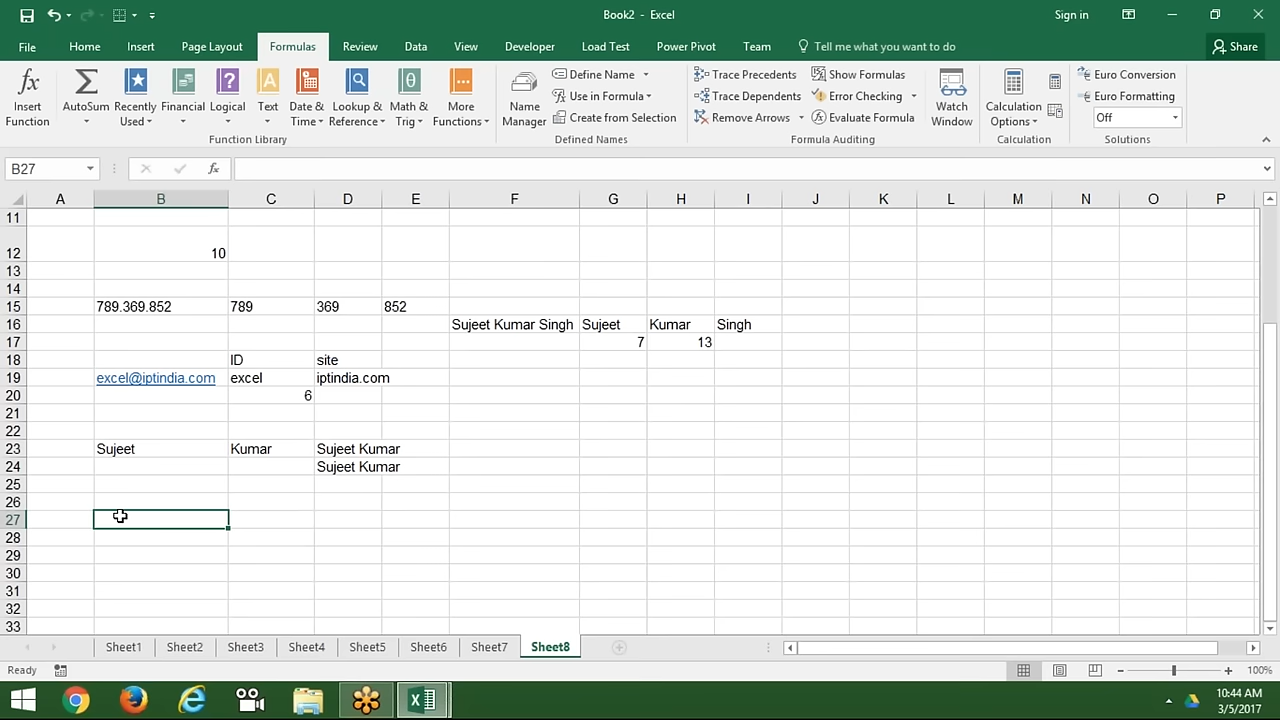 Book2 - Excel
Sign in
File Home Insert Page Layout Formulas Review Data View Developer Load Test Power Pivot Team Tell me what you want to do Share
Insert Function
AutoSum
Recently Used
Financial
Logical
Text
Date & Time
Lookup & Reference
Math & Trig
More Functions
Function Library
Name Manager
Define Name
Use in Formula
Create from Selection
Defined Names
Trace Precedents
Trace Dependents
Remove Arrows
Show Formulas
Error Checking
Evaluate Formula
Formula Auditing
Watch Window
Calculation Options
Calculation
Euro Conversion
Euro Formatting
Off
Solutions
B27 fx
A B C D E F G H I J K L M N O P
11
12 10
13
14
15 789.369.852 789 369 852
16 Sujeet Kumar Singh Sujeet Kumar Singh
17 7 13
18 ID site
19 excel@iptindia.com excel iptindia.com
20 6
21
22
23 Sujeet Kumar Sujeet Kumar
24 Sujeet Kumar
25
26
27
28
29
30
31
32
33
Sheet1 Sheet2 Sheet3 Sheet4 Sheet5 Sheet6 Sheet7 Sheet8
Ready
100%
10:44 AM
3/5/2017